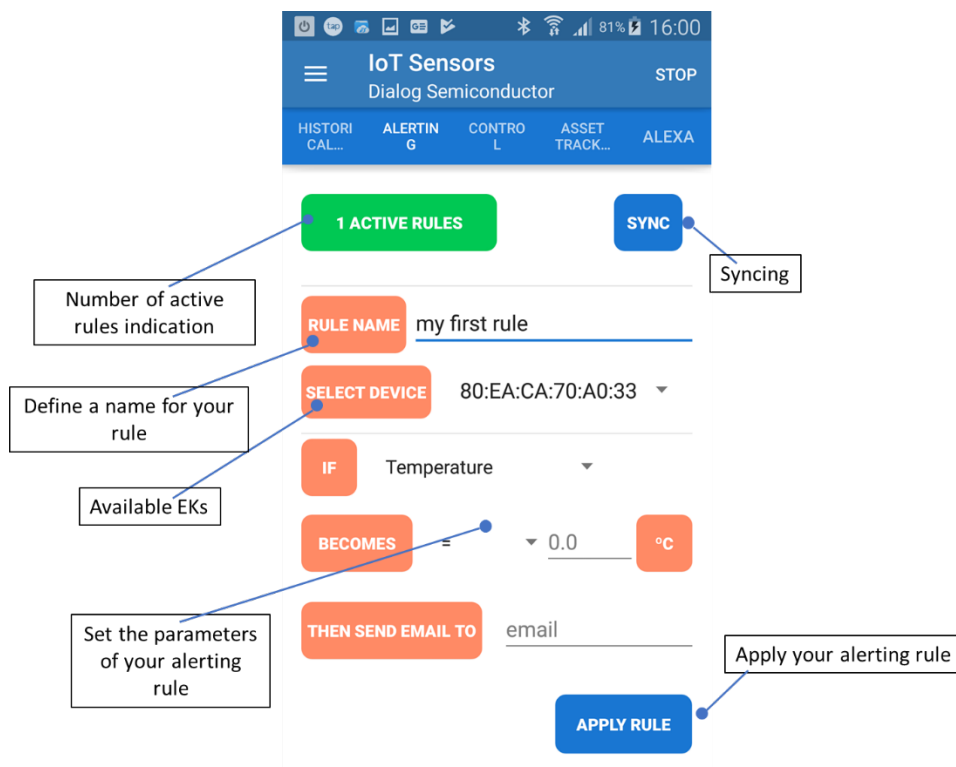 tap
GE
81%
16:00
IoT Sensors
Dialog Semiconductor
STOP
HISTORI
CAL...
ALERTIN
G
CONTRO
L
ASSET
TRACK...
ALEXA
1 ACTIVE RULES
SYNC
Syncing
Number of active
rules indication
RULE NAME
my first rule
SELECT DEVICE
80:EA:CA:70:A0:33
Define a name for your
rule
IF
Temperature
Available EKs
BECOMES
=
0.0
°C
THEN SEND EMAIL TO
email
Set the parameters
of your alerting
rule
Apply your alerting rule
APPLY RULE